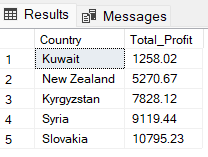 Results Messages
Country Total_Profit
1 Kuwait 1258.02
2 New Zealand 5270.67
3 Kyrgyzstan 7828.12
4 Syria 9119.44
5 Slovakia 10795.23